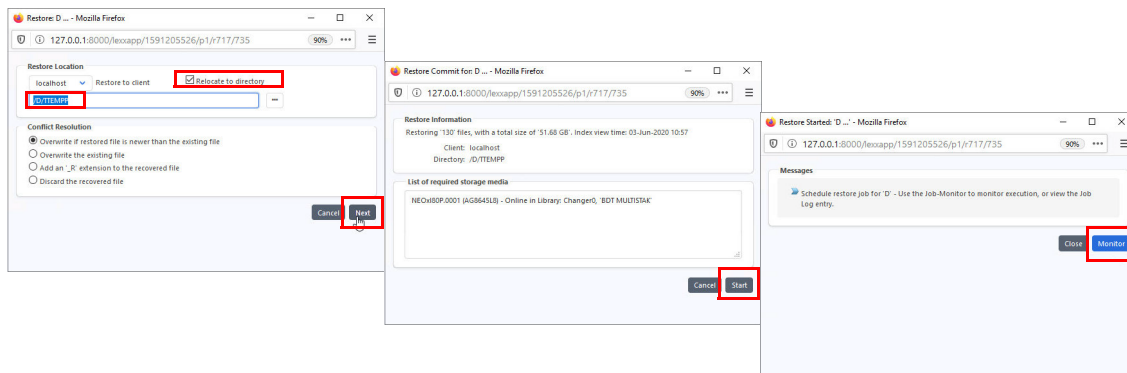 Restore: D ... - Mozilla Firefox
127.0.0.1:8000/lexxapp/1591205526/p1/r717/735
90%
Restore Location
localhost
Restore to client
Relocate to directory
/D/TTEMPP
Conflict Resolution
Overwrite if restored file is newer than the existing file
Overwrite the existing file
Add an '_R' extension to the recovered file
Discard the recovered file
Cancel
Next
Restore Commit for: D ... - Mozilla Firefox
127.0.0.1:8000/lexxapp/1591205526/p1/r717/735
90%
Restore Information
Restoring '130' files, with a total size of '51.68 GB'. Index view time: 03-Jun-2020 10:57
Client: localhost
Directory: /D/TTEMPP
List of required storage media
NEOxl80P.0001 (AG8645L8) - Online in Library: Changer0, 'BDT MULTISTAK'
Cancel
Start
Restore Started: 'D ...' - Mozilla Firefox
127.0.0.1:8000/lexxapp/1591205526/p1/r717/735
90%
Messages
Schedule restore job for 'D' - Use the Job-Monitor to monitor execution, or view the Job
Log entry.
Close
Monitor